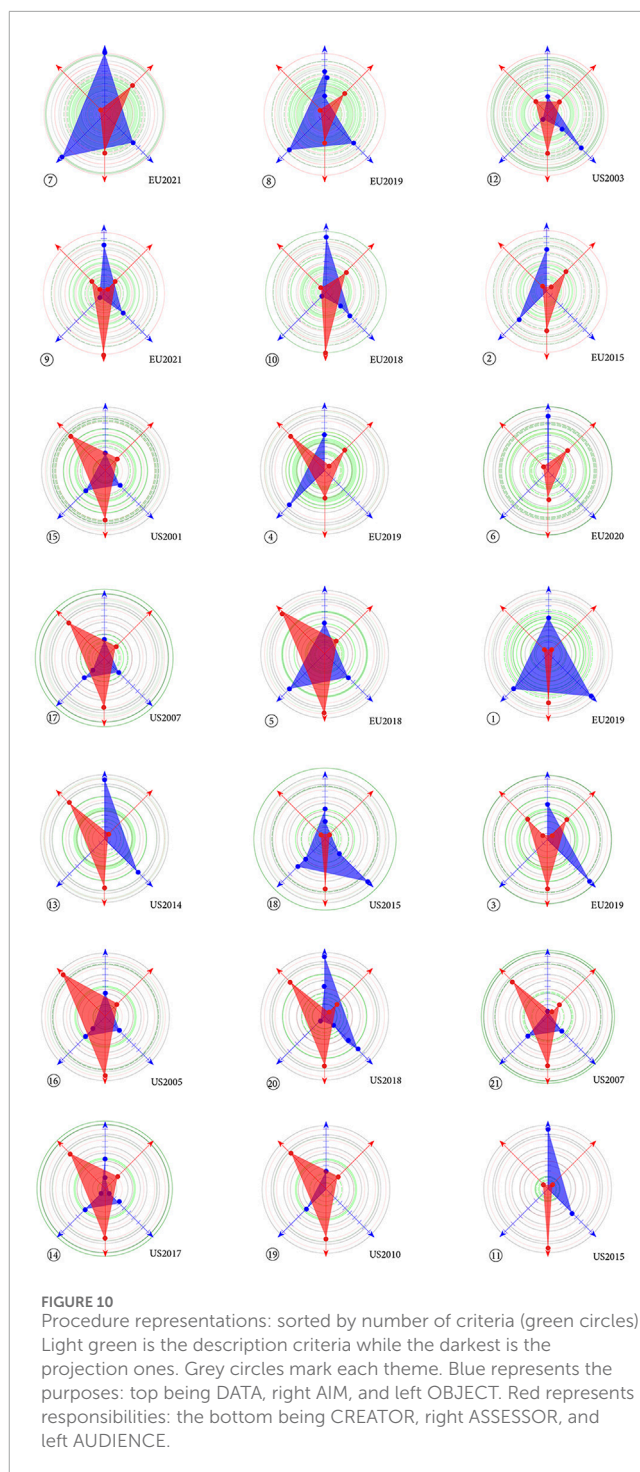 ⑦ EU2021
⑧ EU2019
⑫ US2003
⑨ EU2021
⑩ EU2018
② EU2015
⑮ US2001
④ EU2019
⑥ EU2020
⑰ US2007
⑤ EU2018
① EU2019
⑬ US2014
⑱ US2015
③ EU2019
⑯ US2005
⑳ US2018
㉑ US2007
⑭ US2017
⑲ US2010
⑪ US2015
FIGURE 10
Procedure representations: sorted by number of criteria (green circles)
Light green is the description criteria while the darkest is the
projection ones. Grey circles mark each theme. Blue represents the
purposes: top being DATA, right AIM, and left OBJECT. Red represents
responsibilities: the bottom being CREATOR, right ASSESSOR, and
left AUDIENCE.